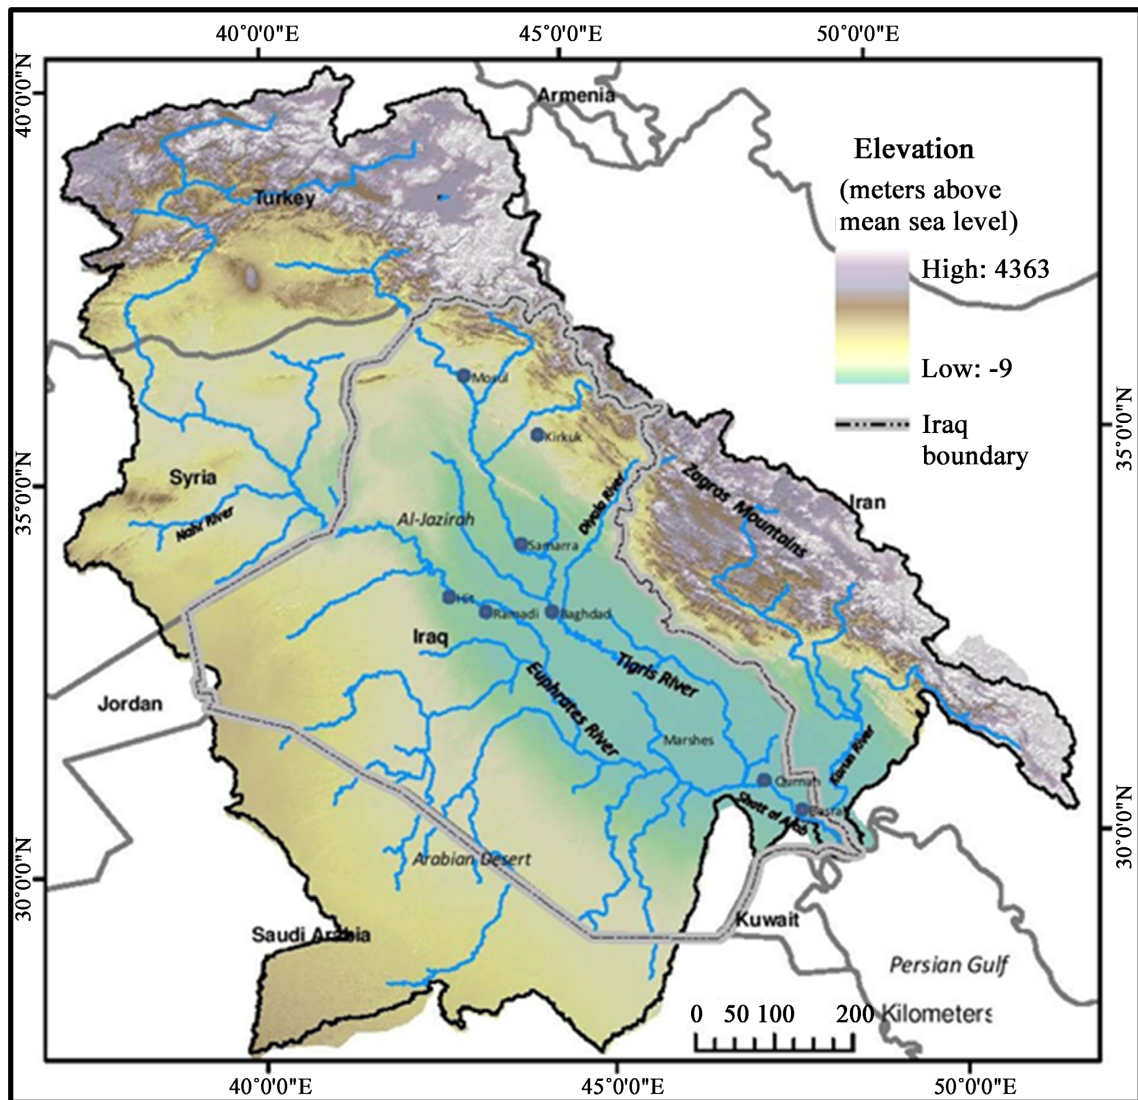 40°0'0"E
45°0'0"E
50°0'0"E
40°0'0"N
35°0'0"N
30°0'0"N
35°0'0"N
30°0'0"N
Armenia
Elevation
(meters above
mean sea level)
High: 4363
Low: -9
Iraq
boundary
Turkey
Mosul
Kirkuk
Syria
Nahr River
Al-Jazirah
Diyala River
Zagros Mountains
Iran
Samarra
Hit
Ramadi
Baghdad
Iraq
Tigris River
Euphrates River
Jordan
Marshes
Karun River
Qurnah
Shatt al Arab
Basrah
Arabian Desert
Kuwait
Saudi Arabia
Persian Gulf
0 50 100 200 Kilometers
40°0'0"E
45°0'0"E
50°0'0"E